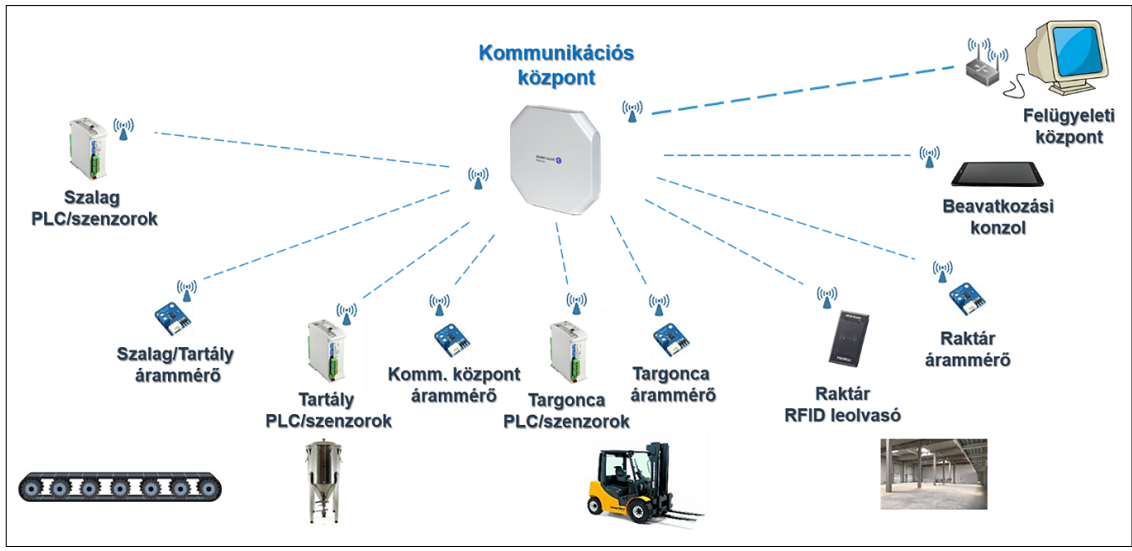 Kommunikációs
központ
Felügyeleti
központ
Szalag
PLC/szenzorok
Beavatkozási
konzol
Szalag/Tartály
árammérő
Tartály
PLC/szenzorok
Komm. központ
árammérő
Targonca
PLC/szenzorok
Targonca
árammérő
Raktár
RFID leolvasó
Raktár
árammérő